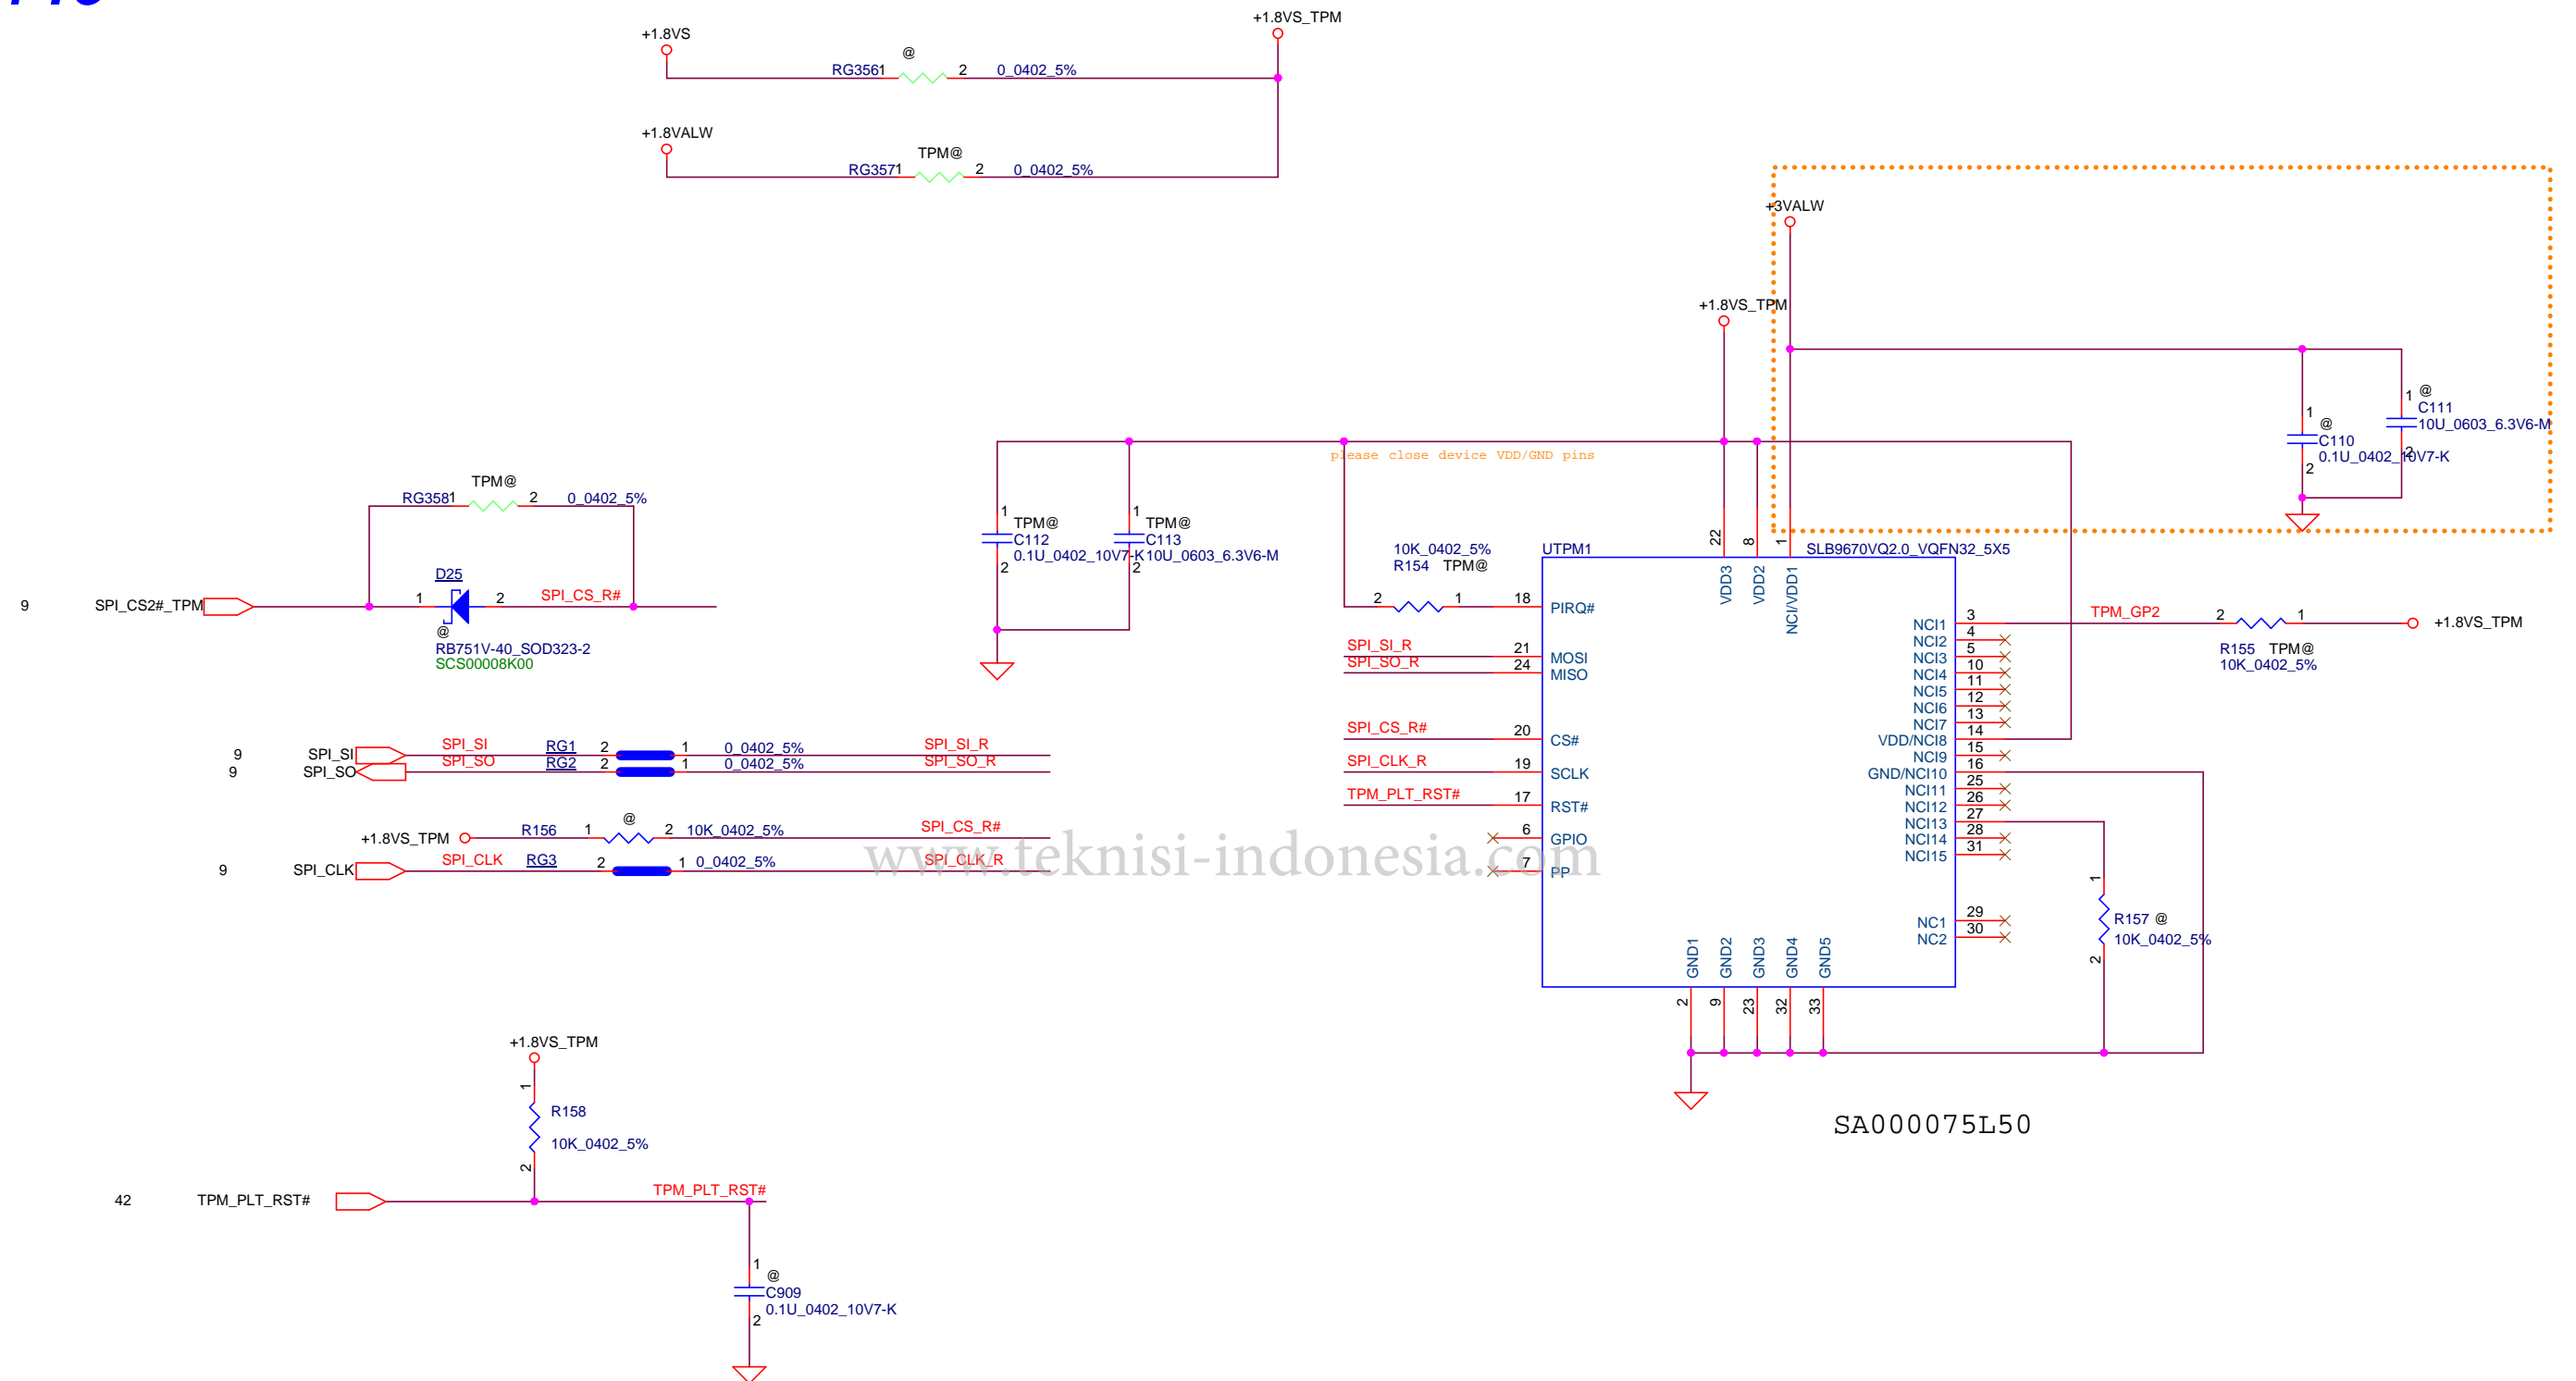 +1.8VS
+1.8VS_TPM
@
RG356 1 2 0_0402_5%
+1.8VALW
TPM@
RG357 1 2 0_0402_5%
+3VALW
+1.8VS_TPM
1 @
C111
10U_0603_6.3V6-M
2
1 @
C110
0.1U_0402_10V7-K
2
please close device VDD/GND pins
TPM@
RG358 1 2 0_0402_5%
D25
9 SPI_CS2#_TPM 1 2 SPI_CS_R#
@
RB751V-40_SOD323-2
SCS00008K00
1 TPM@
C112
0.1U_0402_10V7-K
2
1 TPM@
C113
10U_0603_6.3V6-M
2
10K_0402_5%
R154 TPM@
2 1
UTPM1
SLB9670VQ2.0_VQFN32_5X5
22 VDD3
8 VDD2
1 NCI/VDD1
18 PIRQ#
SPI_SI_R 21 MOSI
SPI_SO_R 24 MISO
SPI_CS_R# 20 CS#
SPI_CLK_R 19 SCLK
TPM_PLT_RST# 17 RST#
6 GPIO
7 PP
NCI1 3 TPM_GP2 2 1 +1.8VS_TPM
R155 TPM@
10K_0402_5%
NCI2 4
NCI3 5
NCI4 10
NCI5 11
NCI6 12
NCI7 13
VDD/NCI8 14
NCI9 15
GND/NCI10 16
NCI11 25
NCI12 26
NCI13 27
NCI14 28
NCI15 31
NC1 29
NC2 30
1
R157 @
10K_0402_5%
2
GND1 2
GND2 9
GND3 23
GND4 32
GND5 33
SA000075L50
9 SPI_SI SPI_SI RG1 2 1 0_0402_5% SPI_SI_R
9 SPI_SO SPI_SO RG2 2 1 0_0402_5% SPI_SO_R
+1.8VS_TPM R156 1 @ 2 10K_0402_5% SPI_CS_R#
9 SPI_CLK SPI_CLK RG3 2 1 0_0402_5% SPI_CLK_R
www.teknisi-indonesia.com
+1.8VS_TPM
1
R158
10K_0402_5%
2
42 TPM_PLT_RST# TPM_PLT_RST#
1 @
C909
0.1U_0402_10V7-K
2